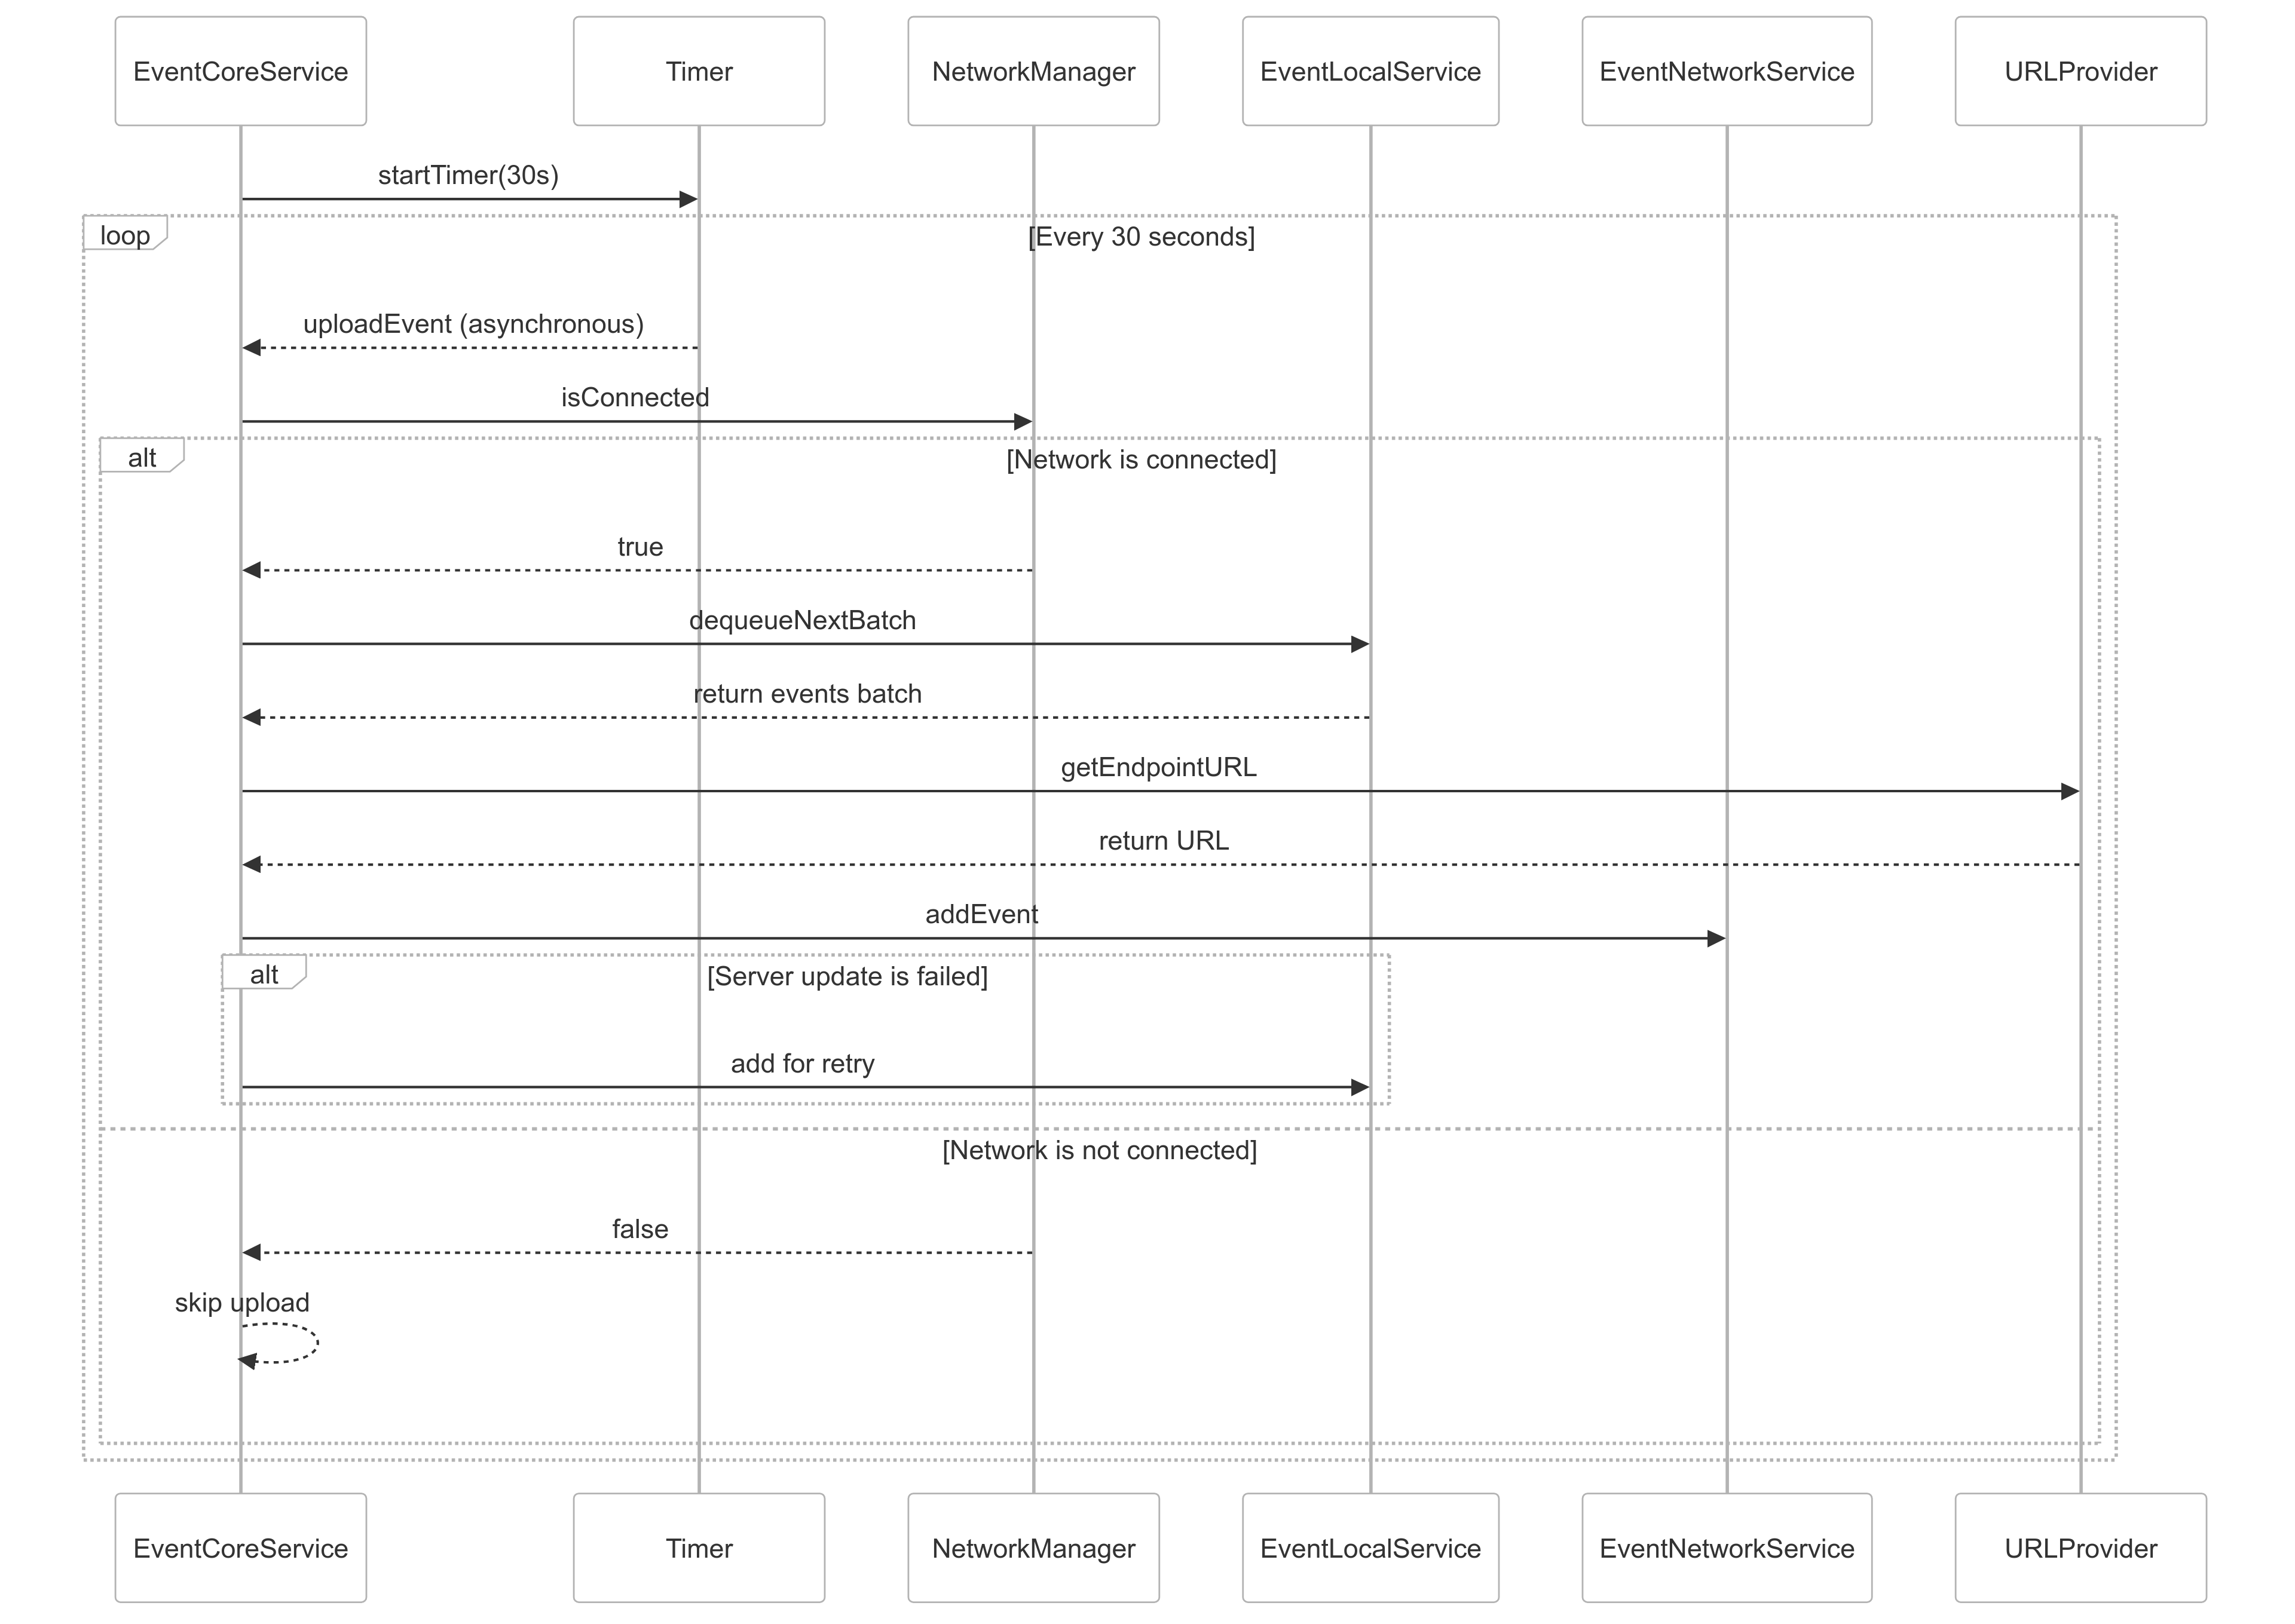 EventCoreService
Timer
NetworkManager
EventLocalService
EventNetworkService
URLProvider
startTimer(30s)
loop
[Every 30 seconds]
uploadEvent (asynchronous)
isConnected
alt
[Network is connected]
true
dequeueNextBatch
return events batch
getEndpointURL
return URL
addEvent
alt
[Server update is failed]
add for retry
[Network is not connected]
false
skip upload
EventCoreService
Timer
NetworkManager
EventLocalService
EventNetworkService
URLProvider